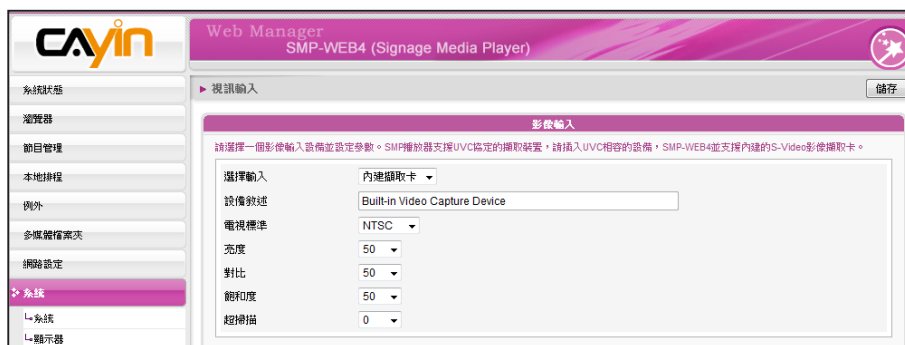 CAYIN
Web Manager
SMP-WEB4 (Signage Media Player)
系統狀態
瀏覽器
節目管理
本地排程
例外
多媒體檔案夾
網路設定
系統
系統
顯示器
視訊輸入
儲存
影像輸入
請選擇一個影像輸入設備並設定參數。SMP播放器支援UVC協定的擷取裝置，請插入UVC相容的設備，SMP-WEB4並支援內建的S-Video影像擷取卡。
選擇輸入 內建擷取卡
設備敘述 Built-in Video Capture Device
電視標準 NTSC
亮度 50
對比 50
飽和度 50
超掃描 0